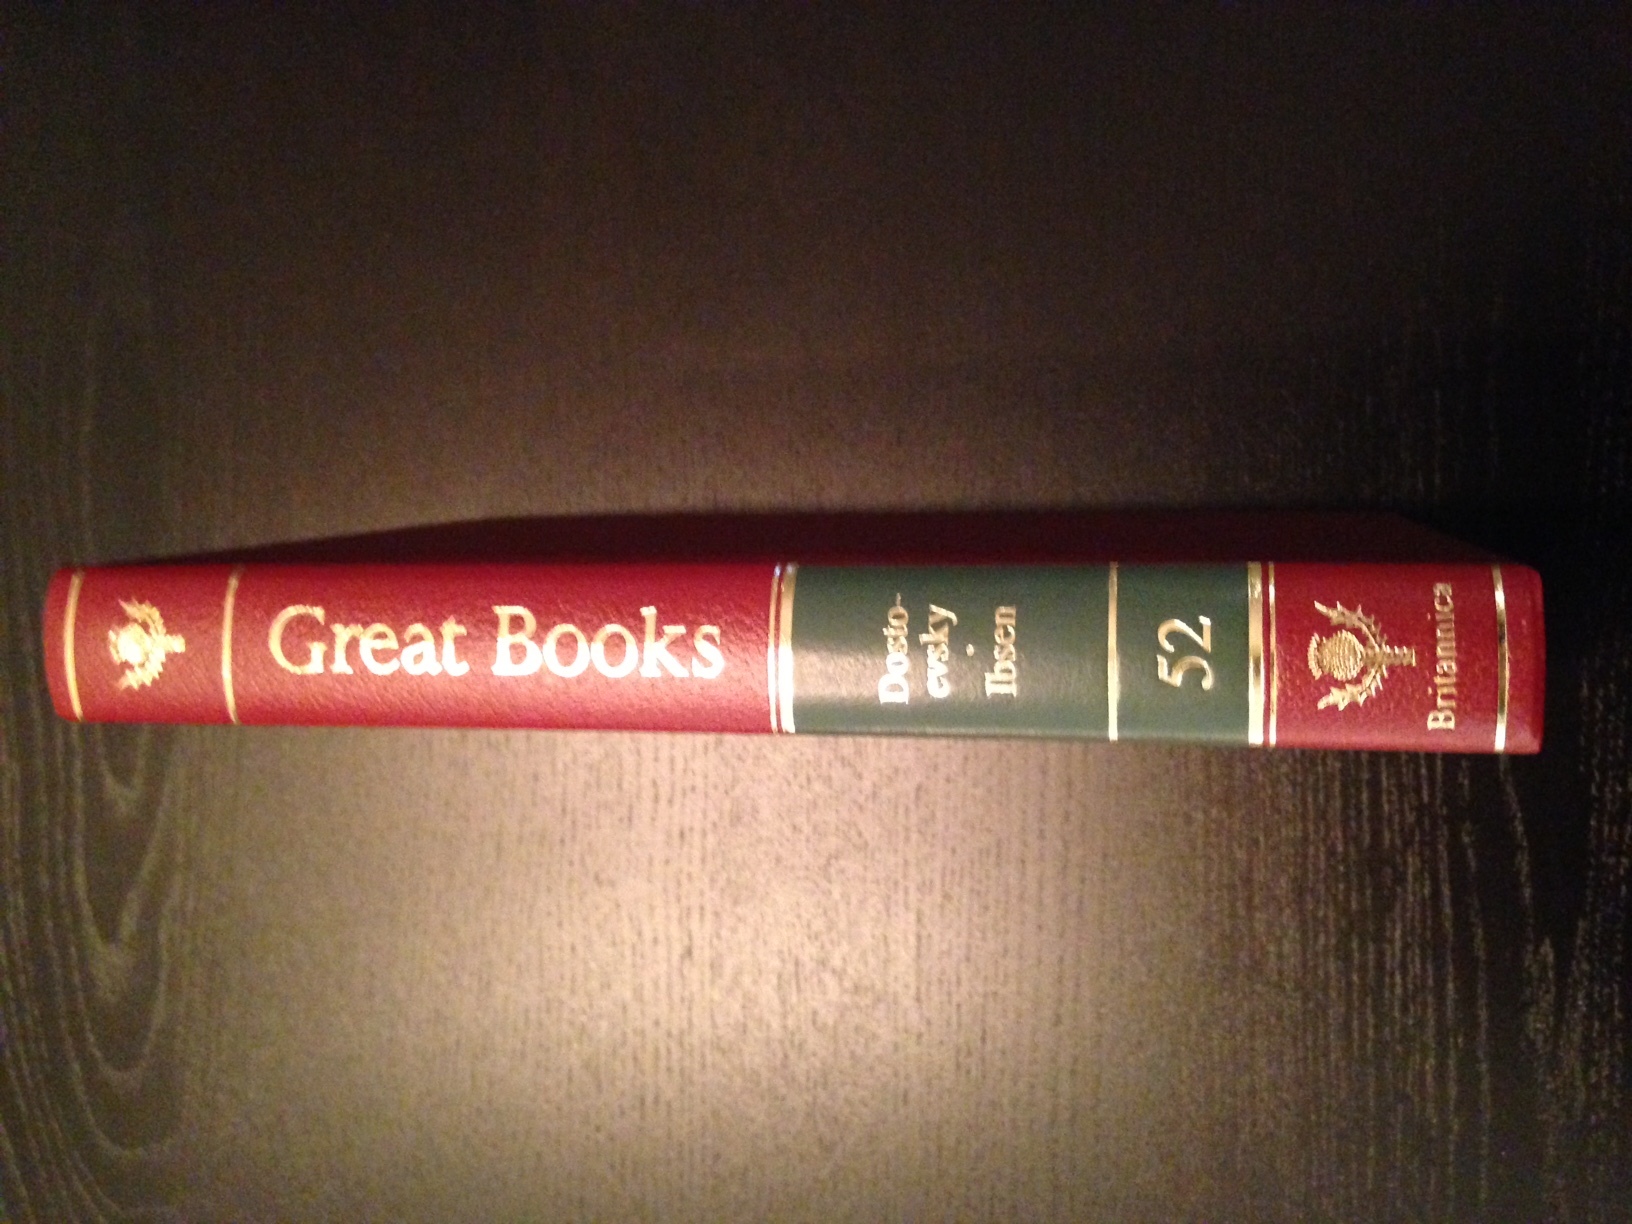 Great Books
Dosto-
evsky
·
Ibsen
52
Britannica